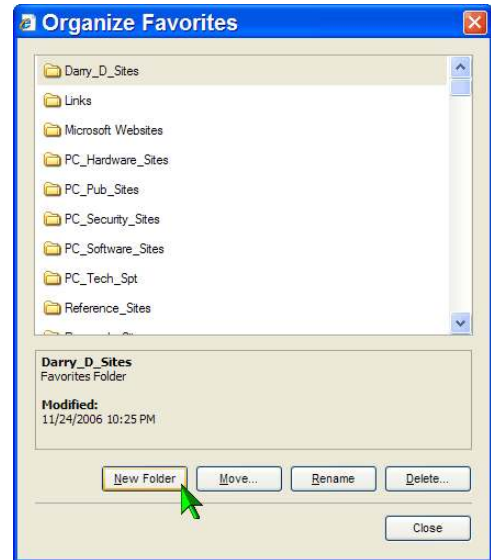 Organize Favorites
Darry_D_Sites
Links
Microsoft Websites
PC_Hardware_Sites
PC_Pub_Sites
PC_Security_Sites
PC_Software_Sites
PC_Tech_Spt
Reference_Sites
Darry_D_Sites
Favorites Folder
Modified:
11/24/2006 10:25 PM
New Folder Move... Rename Delete...
Close